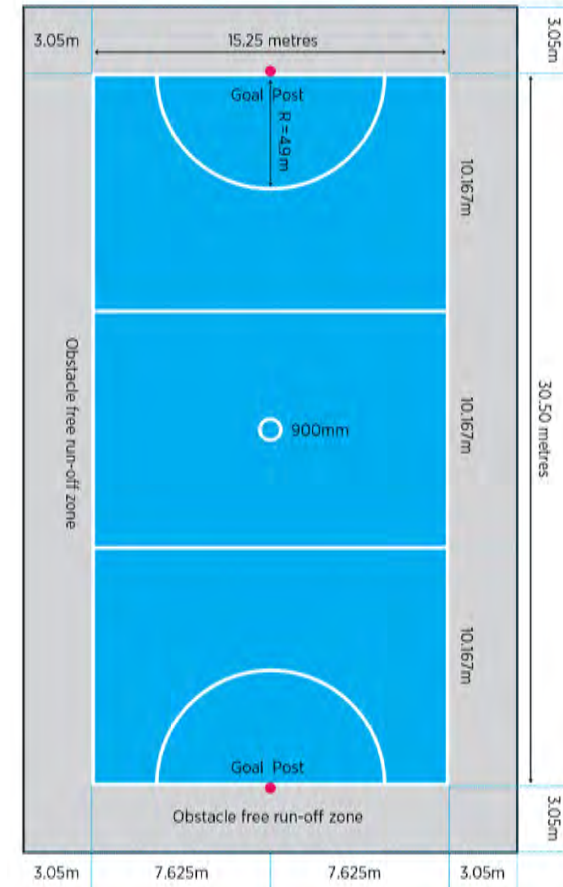 3.05m
15.25 metres
3.05m
Goal Post
R=4.9m
10.167m
Obstacle free run-off zone
900mm
10.167m
30.50 metres
10.167m
Goal Post
Obstacle free run-off zone
3.05m
3.05m
7.625m
7.625m
3.05m